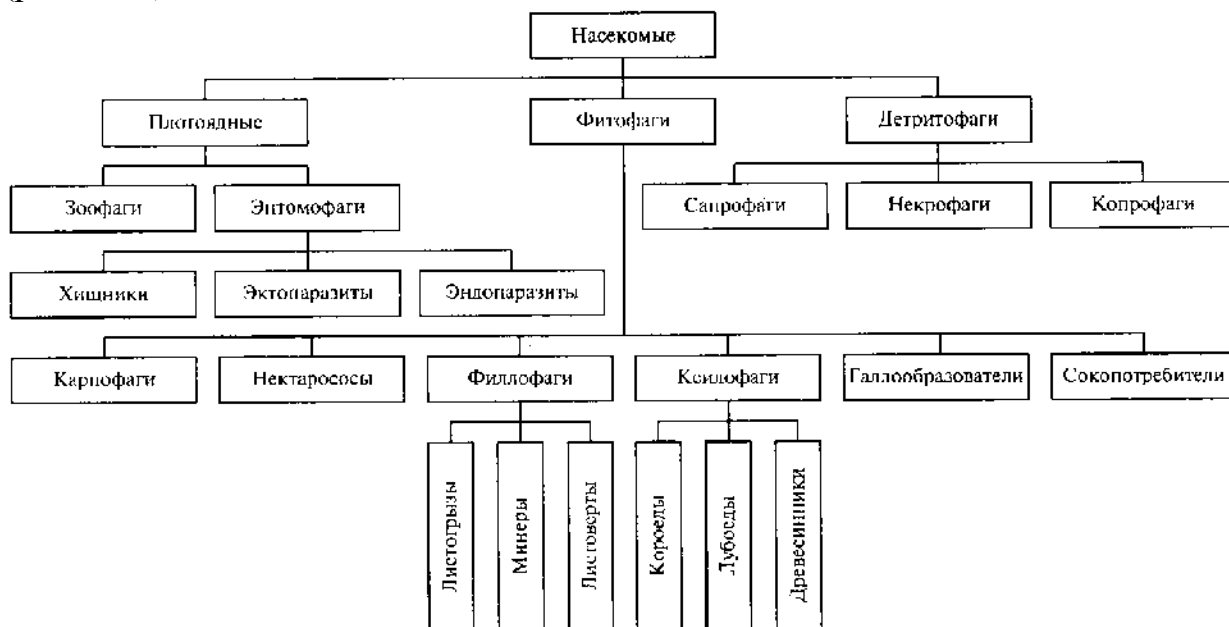 Насекомые
Плотоядные
Фитофаги
Детритофаги
Зоофаги
Энтомофаги
Сапрофаги
Некрофаги
Копрофаги
Хищники
Эктопаразиты
Эндопаразиты
Карпофаги
Нектарососы
Филлофаги
Ксилофаги
Галлообразователи
Сокопотребители
Листогрызы
Минеры
Листоверты
Короеды
Лубоеды
Древесинники